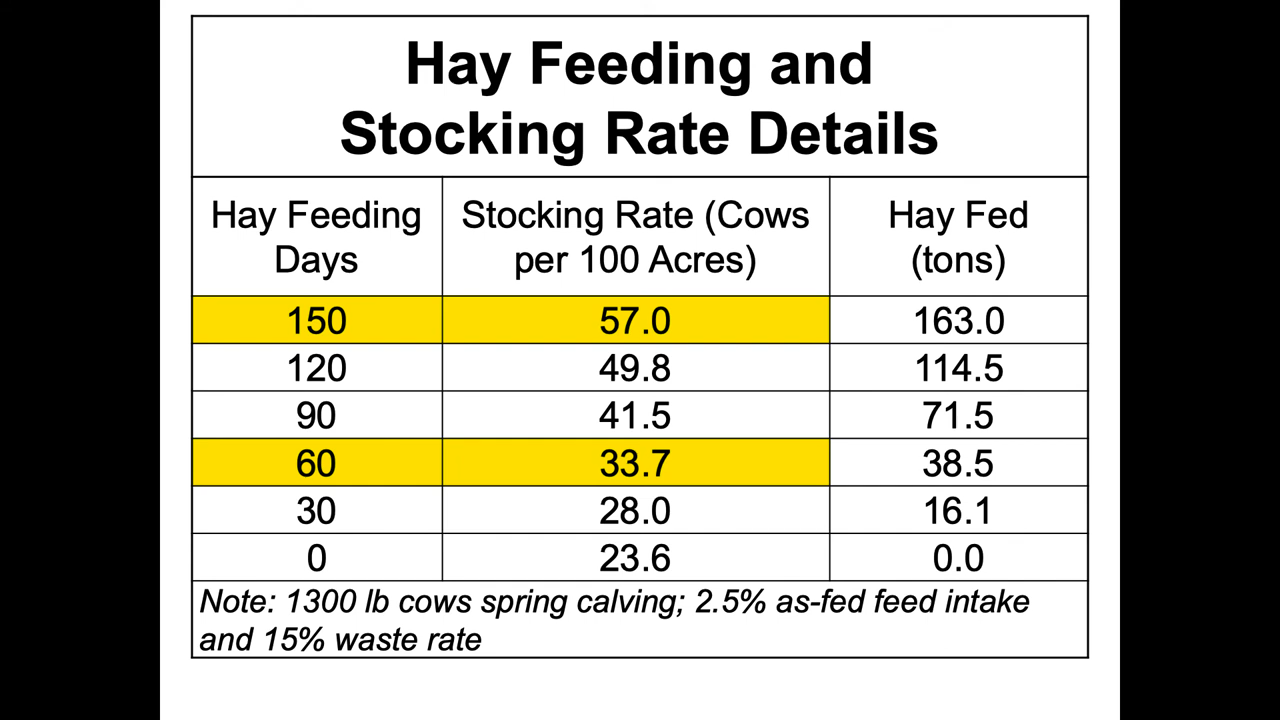 Hay Feeding and
Stocking Rate Details
Hay Feeding Days
Stocking Rate (Cows per 100 Acres)
Hay Fed (tons)
150 57.0 163.0
120 49.8 114.5
90 41.5 71.5
60 33.7 38.5
30 28.0 16.1
0 23.6 0.0
Note: 1300 lb cows spring calving; 2.5% as-fed feed intake
and 15% waste rate